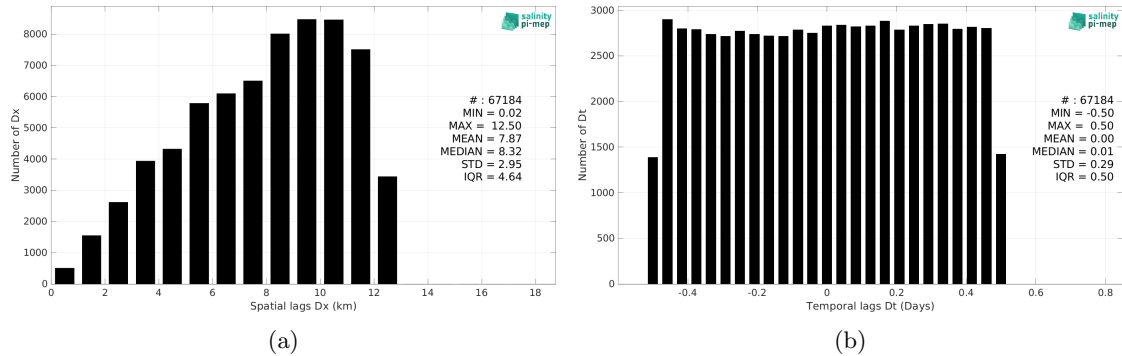 salinity
pi-mep
8000
7000
6000
5000
4000
3000
2000
1000
0
Number of Dx
# : 67184
MIN = 0.02
MAX = 12.50
MEAN = 7.87
MEDIAN = 8.32
STD = 2.95
IQR = 4.64
0 2 4 6 8 10 12 14 16 18
Spatial lags Dx (km)
(a)
salinity
pi-mep
3000
2500
2000
1500
1000
500
0
Number of Dt
# : 67184
MIN = -0.50
MAX = 0.50
MEAN = 0.00
MEDIAN = 0.01
STD = 0.29
IQR = 0.50
-0.4 -0.2 0 0.2 0.4 0.6 0.8
Temporal lags Dt (Days)
(b)